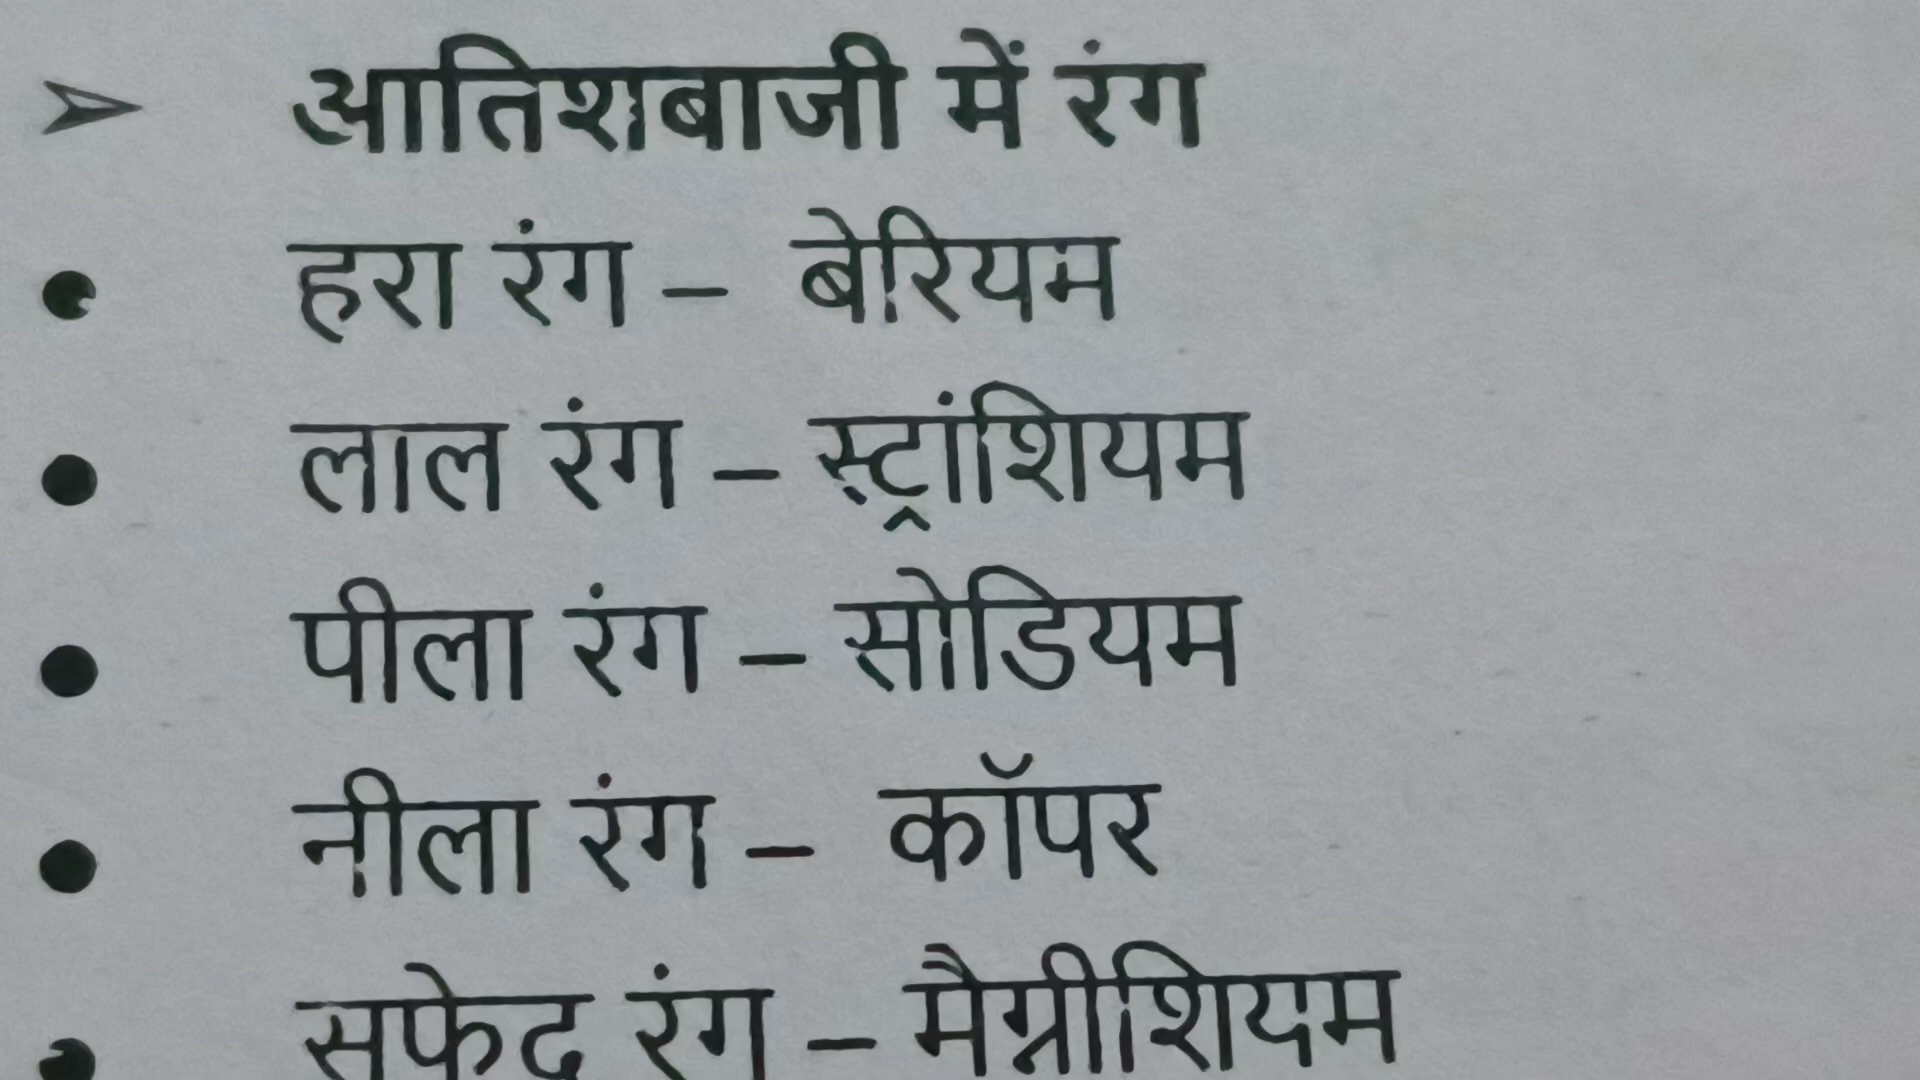 ➢ आतिशबाजी में रंग
• हरा रंग – बेरियम
• लाल रंग – स्ट्रांशियम
• पीला रंग – सोडियम
• नीला रंग – कॉपर
• सफेद रंग – मैग्नीशियम